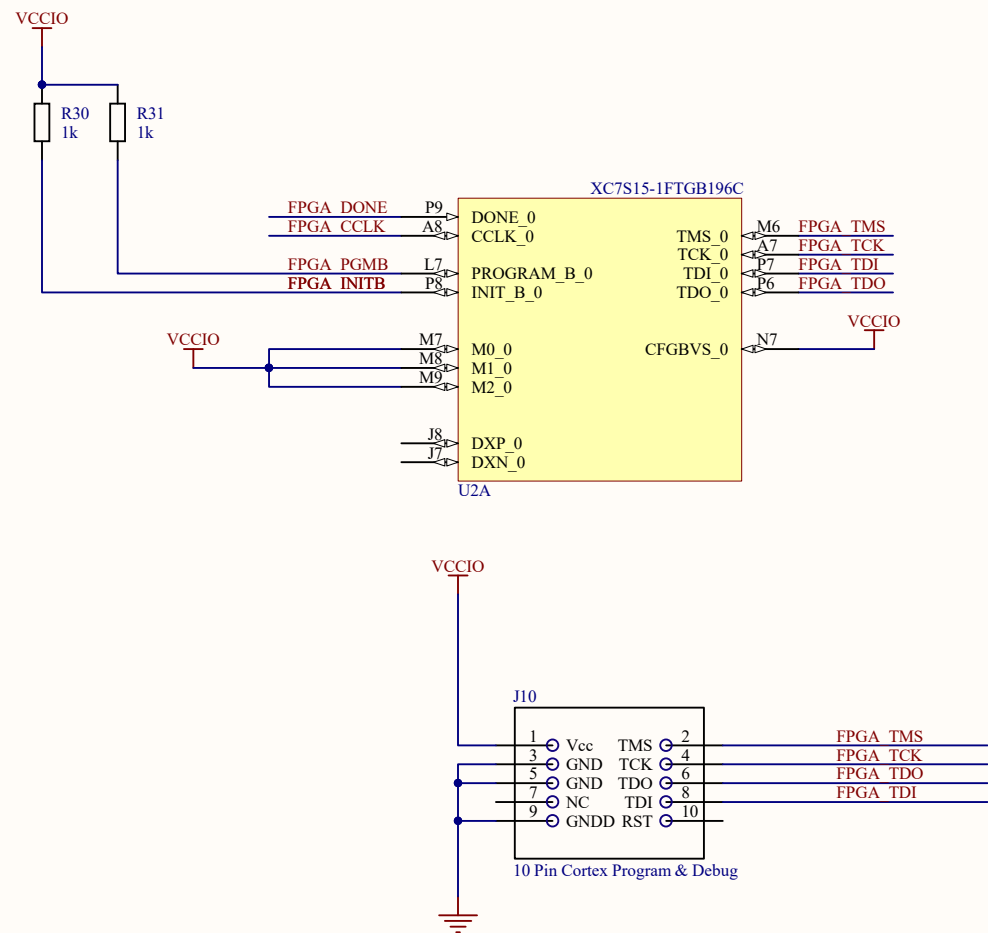 VCCIO
R30
1k
R31
1k
XC7S15-1FTGB196C
FPGA_DONE P9 DONE_0
FPGA_CCLK A8 CCLK_0
FPGA_PGMB L7 PROGRAM_B_0
FPGA_INITB P8 INIT_B_0
VCCIO
M7 M0_0
M8 M1_0
M9 M2_0
J8 DXP_0
J7 DXN_0
TMS_0 M6 FPGA_TMS
TCK_0 A7 FPGA_TCK
TDI_0 P7 FPGA_TDI
TDO_0 P6 FPGA_TDO
VCCIO
CFGBVS_0 N7
U2A
VCCIO
J10
1 Vcc TMS 2 FPGA_TMS
3 GND TCK 4 FPGA_TCK
5 GND TDO 6 FPGA_TDO
7 NC TDI 8 FPGA_TDI
9 GNDD RST 10
10 Pin Cortex Program & Debug